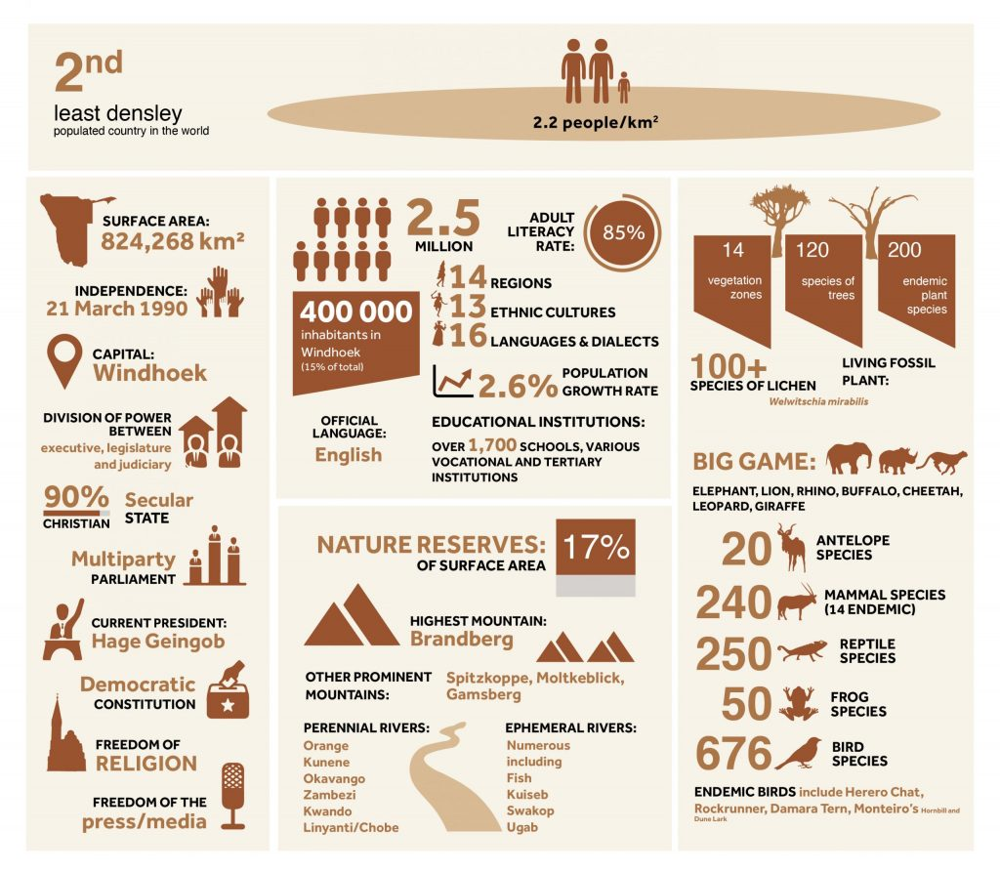 2nd
least densley
populated country in the world
2.2 people/km²
SURFACE AREA:
824,268 km²
INDEPENDENCE:
21 March 1990
CAPITAL:
Windhoek
DIVISION OF POWER
BETWEEN
executive, legislature
and judiciary
90%
CHRISTIAN
Secular
STATE
Multiparty
PARLIAMENT
CURRENT PRESIDENT:
Hage Geingob
Democratic
CONSTITUTION
FREEDOM OF
RELIGION
FREEDOM OF THE
press/media
2.5
MILLION
ADULT
LITERACY
RATE:
85%
400 000
inhabitants in
Windhoek
(15% of total)
14 REGIONS
13 ETHNIC CULTURES
16 LANGUAGES & DIALECTS
2.6% POPULATION
GROWTH RATE
OFFICIAL
LANGUAGE:
English
EDUCATIONAL INSTITUTIONS:
OVER 1,700 SCHOOLS, VARIOUS
VOCATIONAL AND TERTIARY
INSTITUTIONS
NATURE RESERVES:
OF SURFACE AREA
17%
HIGHEST MOUNTAIN:
Brandberg
OTHER PROMINENT
MOUNTAINS:
Spitzkoppe, Moltkeblick,
Gamsberg
PERENNIAL RIVERS:
Orange
Kunene
Okavango
Zambezi
Kwando
Linyanti/Chobe
EPHEMERAL RIVERS:
Numerous
including
Fish
Kuiseb
Swakop
Ugab
14
vegetation
zones
120
species of
trees
200
endemic
plant
species
100+
SPECIES OF LICHEN
LIVING FOSSIL
PLANT:
Welwitschia mirabilis
BIG GAME:
ELEPHANT, LION, RHINO, BUFFALO, CHEETAH,
LEOPARD, GIRAFFE
20 ANTELOPE
SPECIES
240 MAMMAL SPECIES
(14 ENDEMIC)
250 REPTILE
SPECIES
50 FROG
SPECIES
676 BIRD
SPECIES
ENDEMIC BIRDS include Herero Chat,
Rockrunner, Damara Tern, Monteiro's Hornbill and
Dune Lark